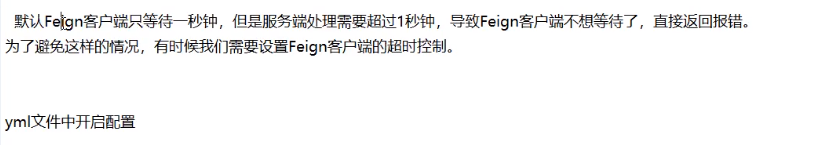 默认Feign客户端只等待一秒钟，但是服务端处理需要超过1秒钟，导致Feign客户端不想等待了，直接返回报错。
为了避免这样的情况，有时候我们需要设置Feign客户端的超时控制。
yml文件中开启配置